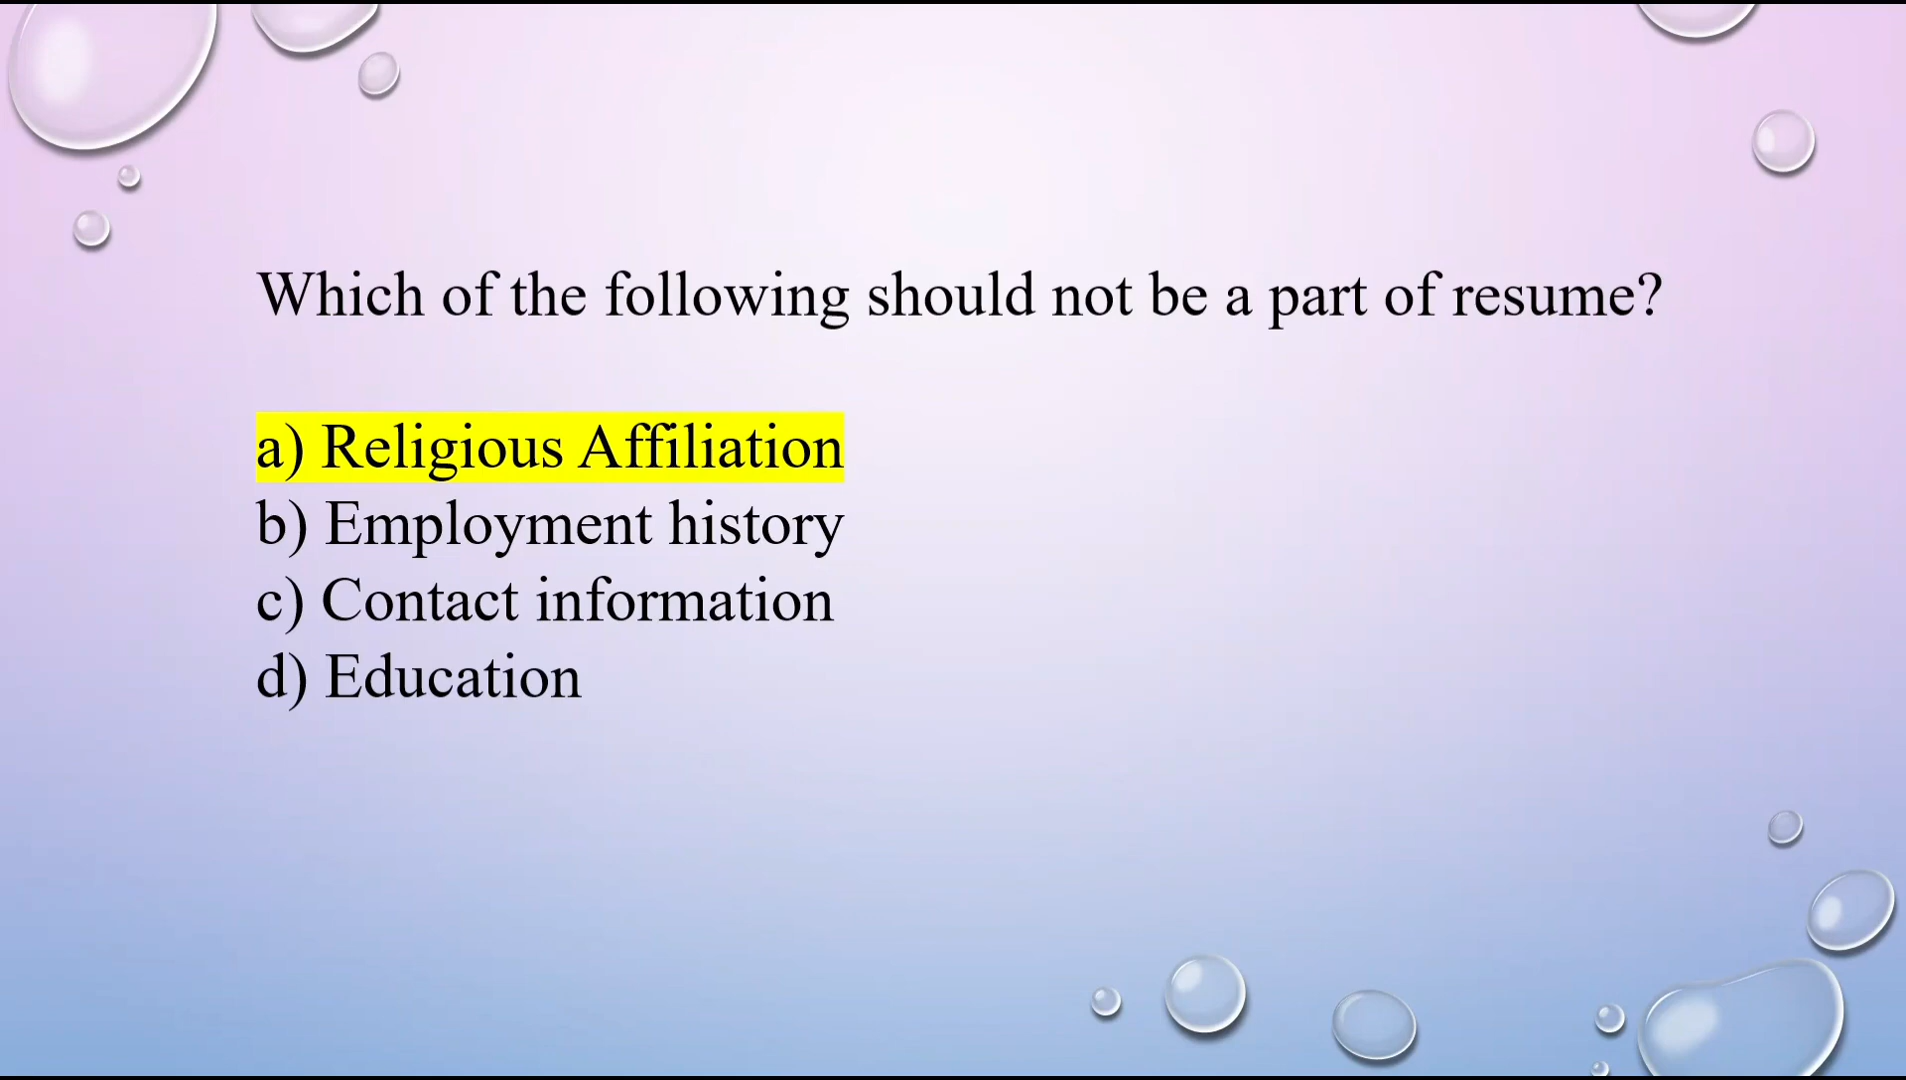 Which of the following should not be a part of resume?
a) Religious Affiliation
b) Employment history
c) Contact information
d) Education